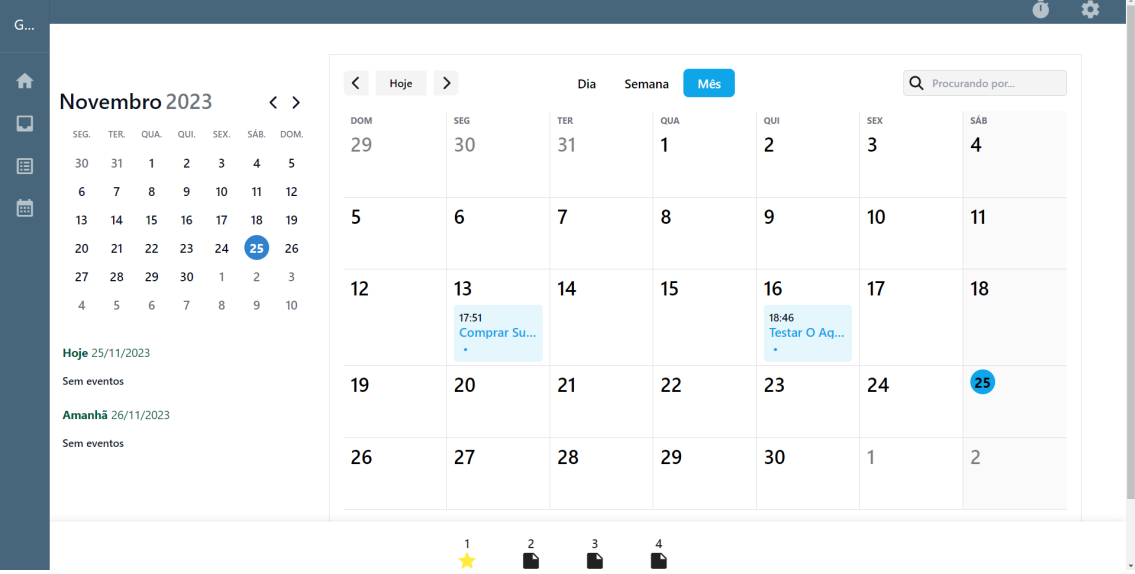 G...
Novembro 2023
SEG. TER. QUA. QUI. SEX. SÁB. DOM.
30 31 1 2 3 4 5
6 7 8 9 10 11 12
13 14 15 16 17 18 19
20 21 22 23 24 25 26
27 28 29 30 1 2 3
4 5 6 7 8 9 10
Hoje 25/11/2023
Sem eventos
Amanhã 26/11/2023
Sem eventos
Hoje
Dia Semana Mês
Procurando por...
DOM SEG TER QUA QUI SEX SÁB
29 30 31 1 2 3 4
5 6 7 8 9 10 11
12 13 14 15 16 17 18
17:51 18:46
Comprar Su... Testar O Ag...
19 20 21 22 23 24 25
26 27 28 29 30 1 2
1 2 3 4